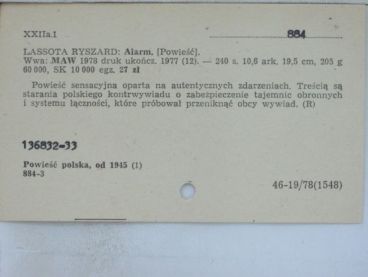 XXIIa1 884
LASSOTA RYSZARD: Alarm. [Powieść].
Wwa: MAW 1978 druk ukończ. 1977 (12). — 240 s. 10,6 ark. 19,5 cm, 205 g
60 000, SK 10 000 egz. 27 zł
Powieść sensacyjna oparta na autentycznych zdarzeniach. Treścią są
starania polskiego kontrwywiadu o zabezpieczenie tajemnic obronnych
i systemu łączności, które próbował przeniknąć obcy wywiad. (R)
136832-33
Powieść polska, od 1945 (1)
884-3
46-19/78(1548)